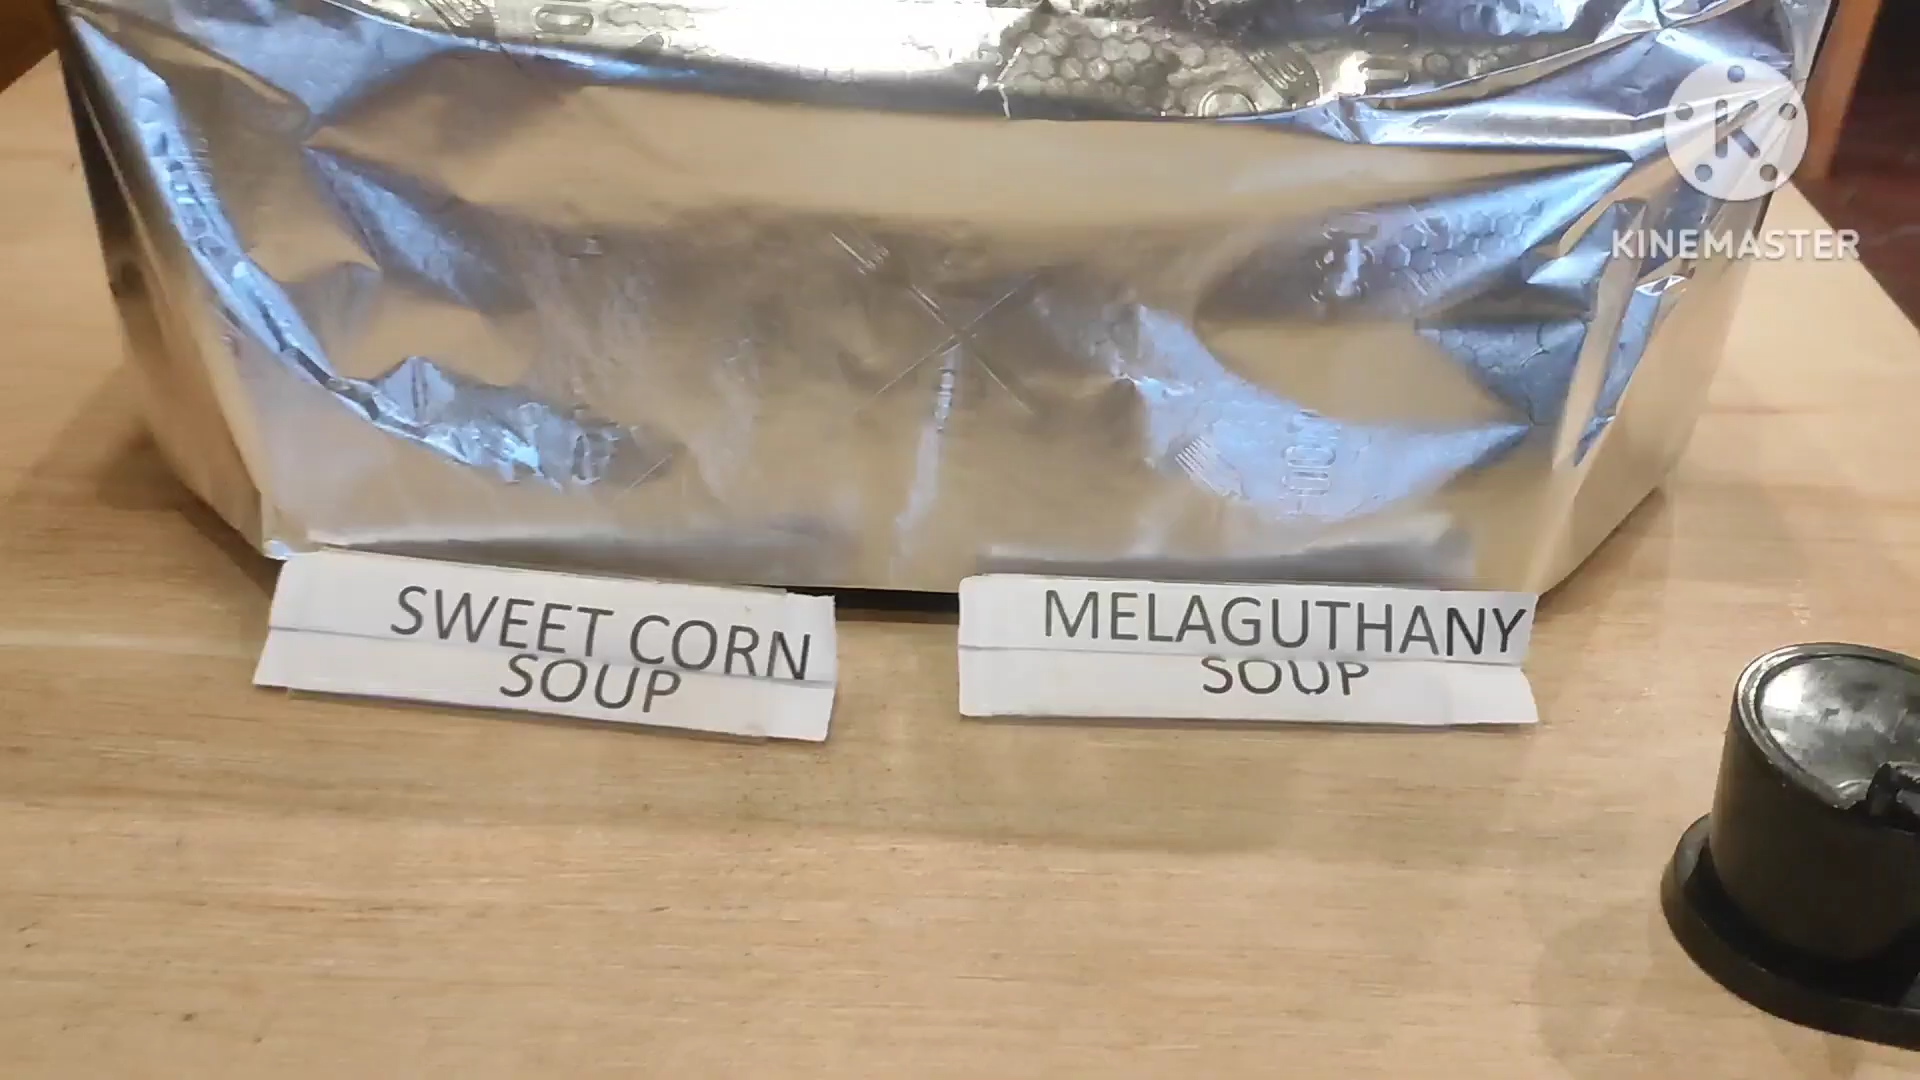 K
KINEMASTER
SWEET CORN
SOUP
MELAGUTHANY
SOUP